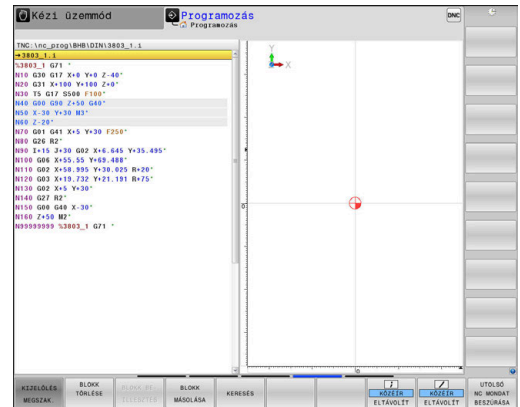 Kézi üzemmód
Programozás
Programozás
DNC
TNC:\nc_prog\BHB\DIN\3803_1.i
→3803_1.i
%3803_1 G71 *
N10 G30 G17 X+0 Y+0 Z-40*
N20 G31 X+100 Y+100 Z+0*
N30 T5 G17 S500 F100*
N40 G00 G90 Z+50 G40*
N50 X-30 Y+30 M3*
N60 Z-20*
N70 G01 G41 X+5 Y+30 F250*
N80 G26 R2*
N90 I+15 J+30 G02 X+6.645 Y+35.495*
N100 G06 X+55.55 Y+69.488*
N110 G02 X+58.995 Y+30.025 R+20*
N120 G03 X+19.732 Y+21.191 R+75*
N130 G02 X+5 Y+30*
N140 G27 R2*
N150 G00 G40 X-30*
N160 Z+50 M2*
N99999999 %3803_1 G71 *
Y
X
0
0
KIJELÖLÉS
MEGSZAK.
BLOKK
TÖRLÉSE
BLOKK
MÁSOLÁSA
KERESÉS
KÖZÉÍR
ELTÁVOLÍT
KÖZÉÍR
ELTÁVOLÍT
UTOLSÓ
NC MONDAT
BESZÚRÁSA